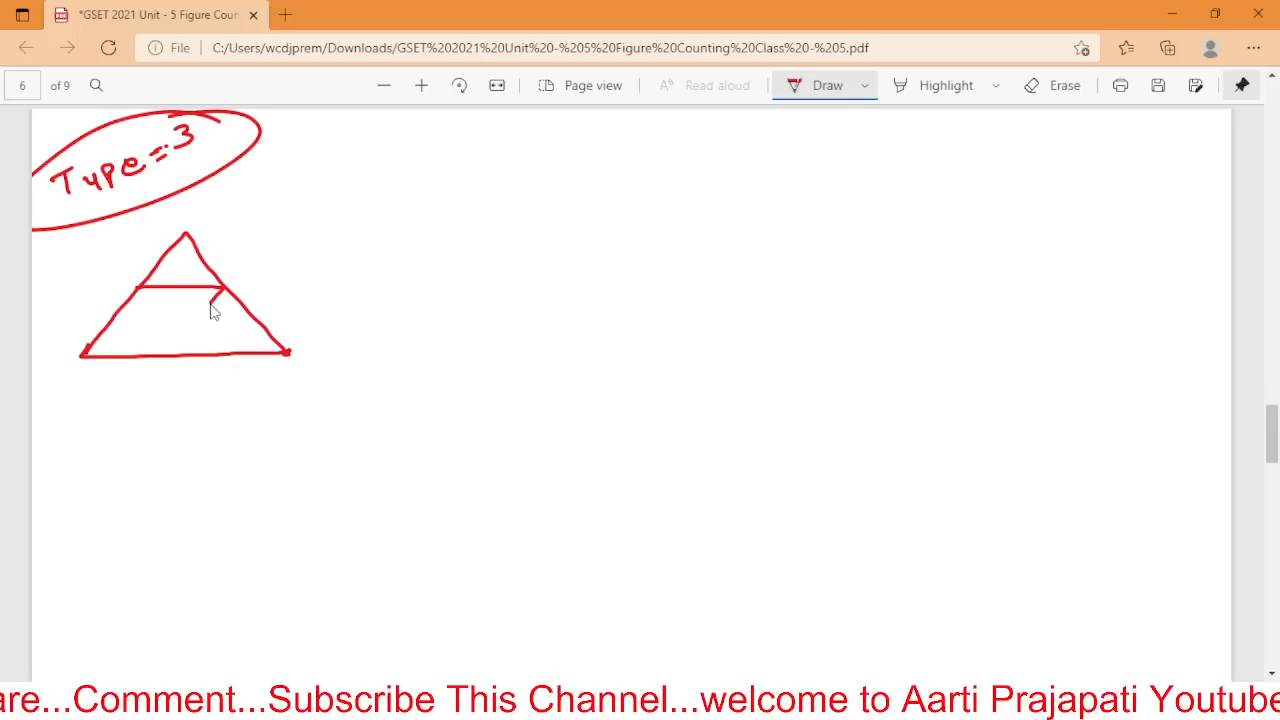 *GSET 2021 Unit - 5 Figure Coun
File
C:/Users/wcdjprem/Downloads/GSET%202021%20Unit%20-%205%20Figure%20Counting%20Class%20-%205.pdf
6 of 9
Page view
Read aloud
Draw
Highlight
Erase
Type=3
are...Comment...Subscribe This Channel...welcome to Aarti Prajapati Youtube